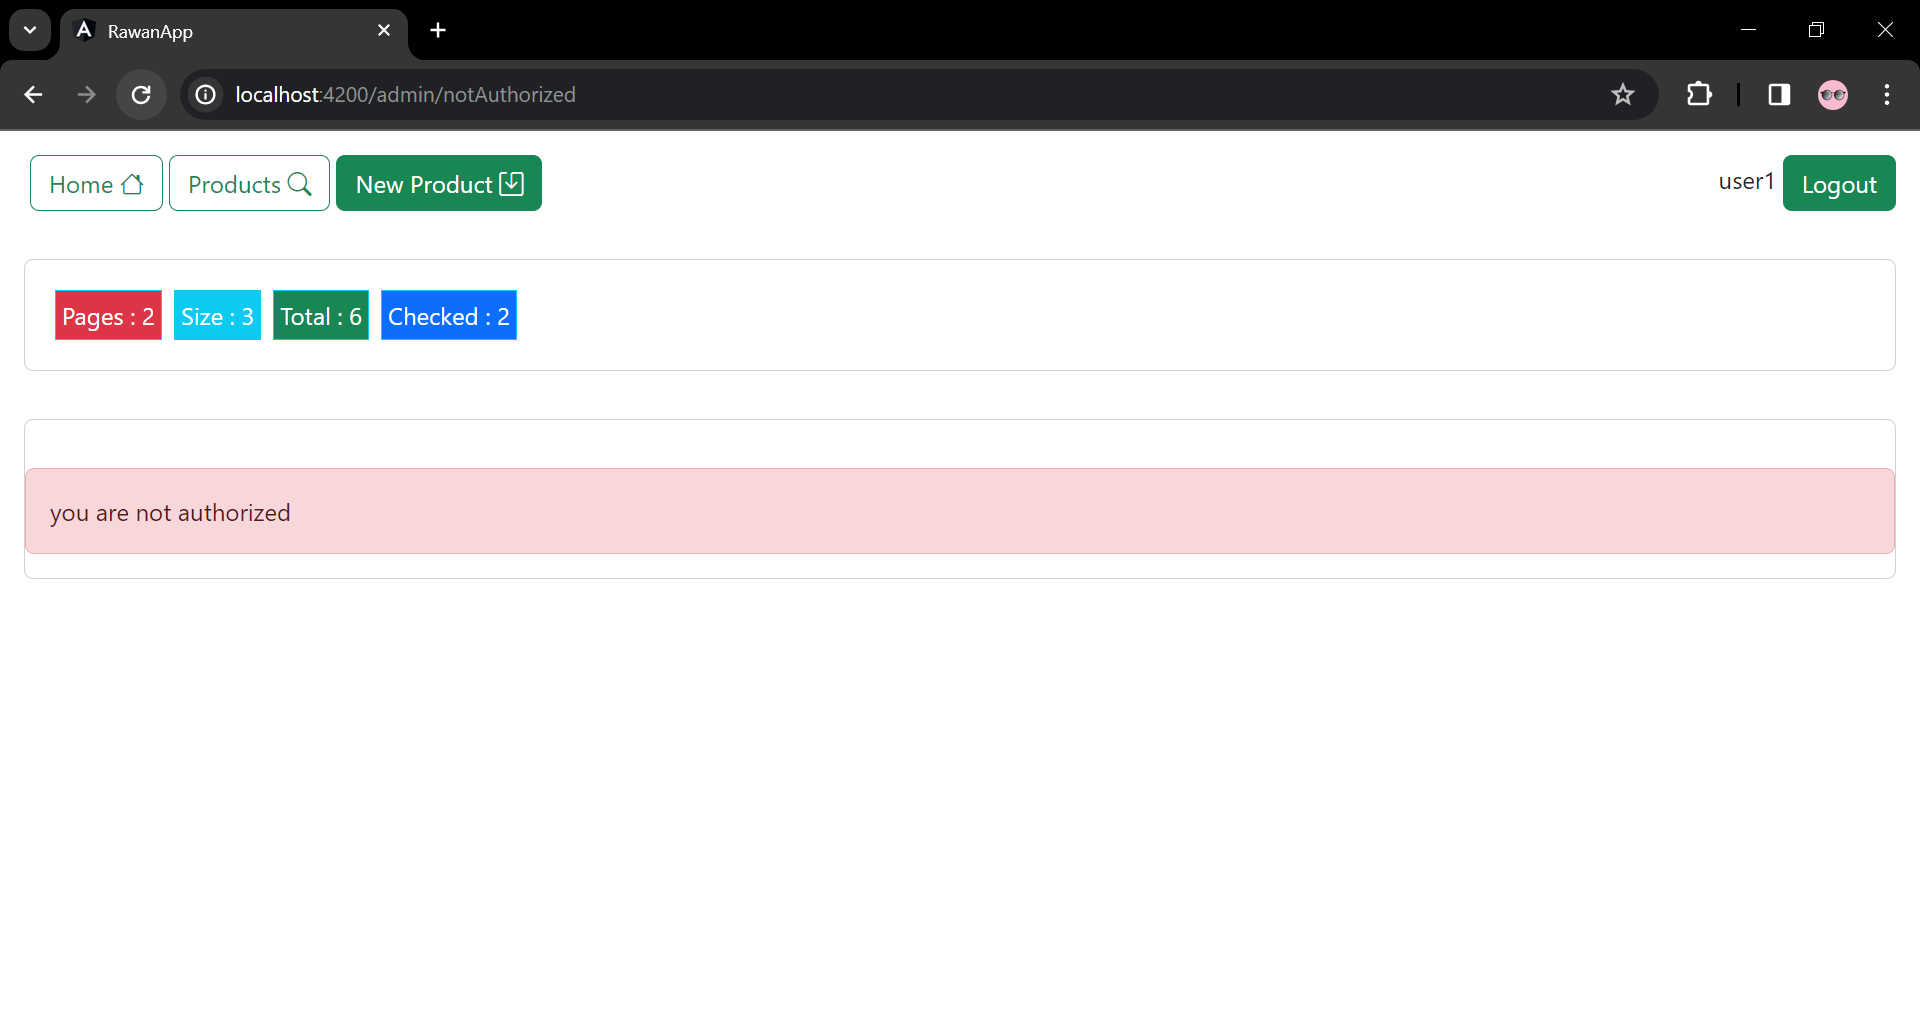 RawanApp
localhost:4200/admin/notAuthorized
Home Products New Product user1 Logout
Pages : 2 Size : 3 Total : 6 Checked : 2
you are not authorized